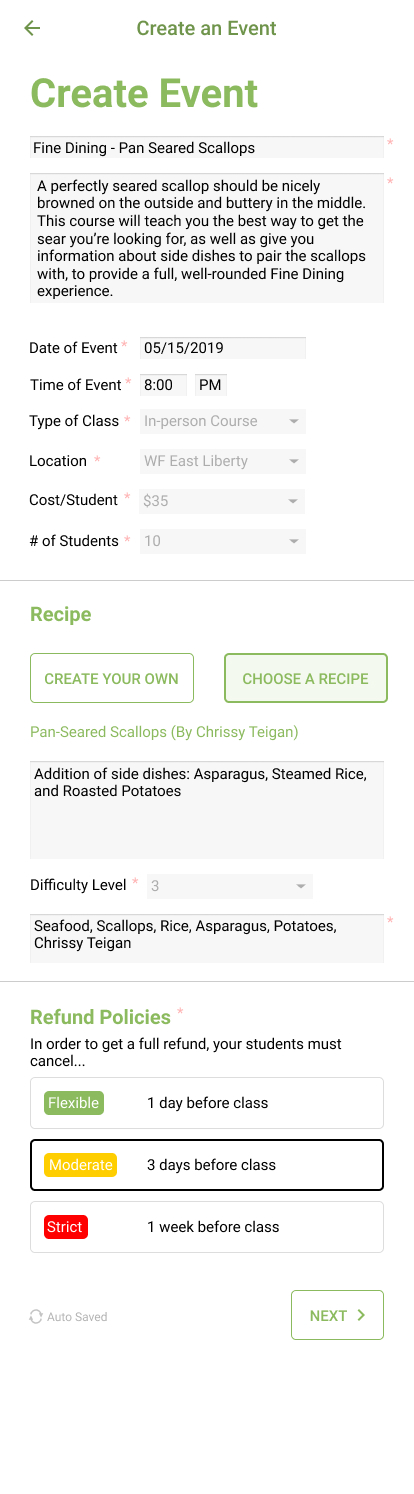 Create an Event
Create Event
Fine Dining - Pan Seared Scallops *
A perfectly seared scallop should be nicely *
browned on the outside and buttery in the middle.
This course will teach you the best way to get the
sear you’re looking for, as well as give you
information about side dishes to pair the scallops
with, to provide a full, well-rounded Fine Dining
experience.
Date of Event * 05/15/2019
Time of Event * 8:00 PM
Type of Class * In-person Course
Location * WF East Liberty
Cost/Student * $35
# of Students * 10
Recipe
CREATE YOUR OWN CHOOSE A RECIPE
Pan-Seared Scallops (By Chrissy Teigan)
Addition of side dishes: Asparagus, Steamed Rice,
and Roasted Potatoes
Difficulty Level * 3
Seafood, Scallops, Rice, Asparagus, Potatoes, *
Chrissy Teigan
Refund Policies *
In order to get a full refund, your students must
cancel...
Flexible 1 day before class
Moderate 3 days before class
Strict 1 week before class
Auto Saved NEXT